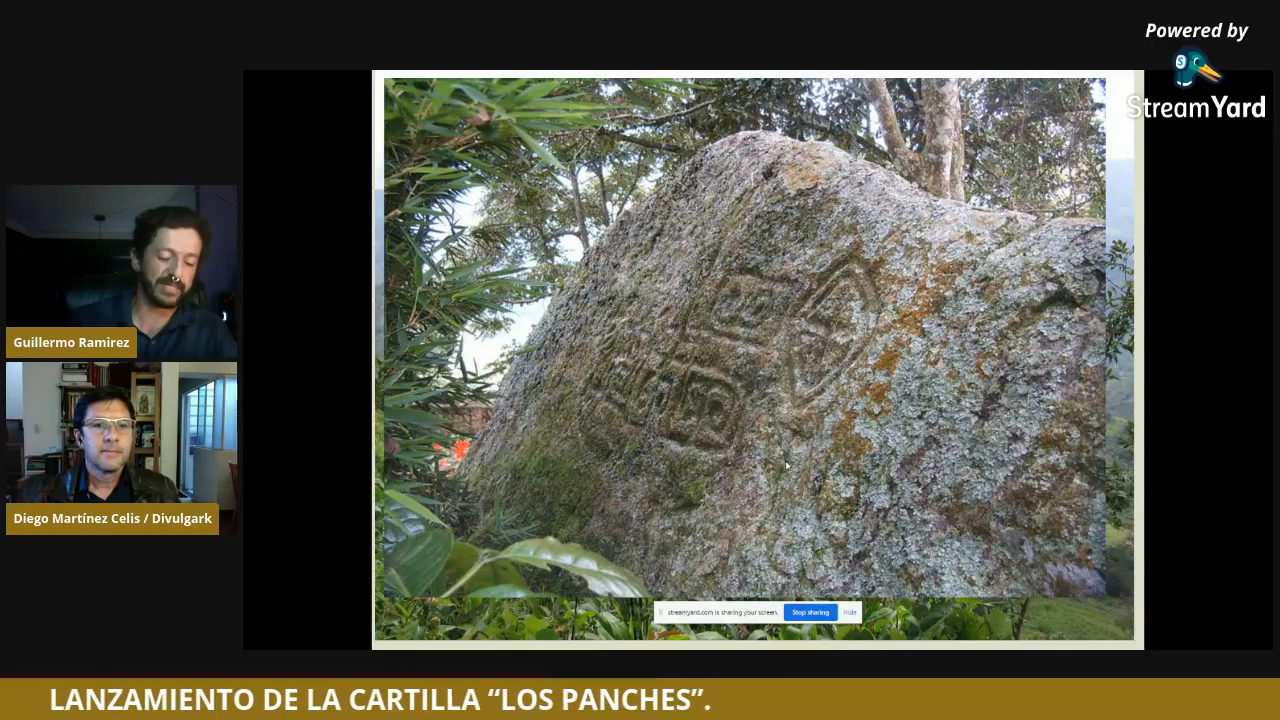 Powered by
StreamYard
Guillermo Ramirez
Diego Martínez Celis / Divulgark
streamyard.com is sharing your screen.
Stop sharing
Hide
LANZAMIENTO DE LA CARTILLA “LOS PANCHES”.